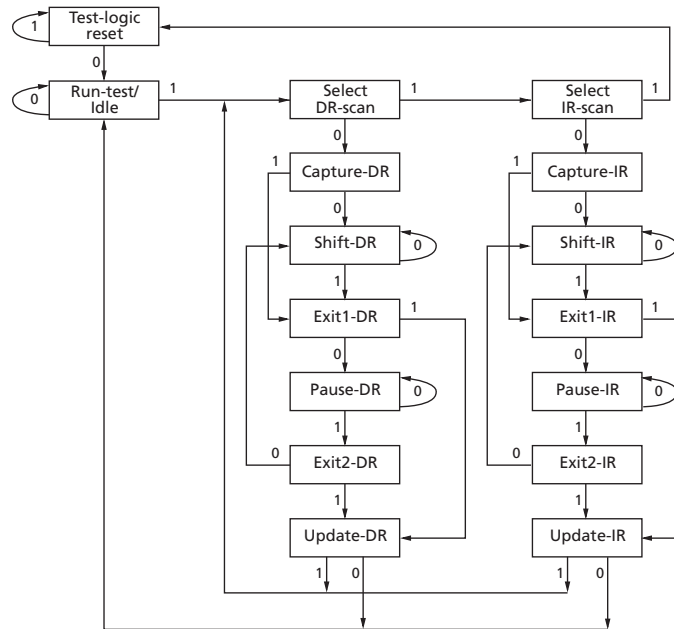 Test-logic
reset
1
0
Run-test/
Idle
0
1
Select
DR-scan
1
Select
IR-scan
1
0
0
1
Capture-DR
1
Capture-IR
0
0
Shift-DR
0
Shift-IR
0
1
1
Exit1-DR
1
Exit1-IR
1
0
0
Pause-DR
0
Pause-IR
0
1
1
0
Exit2-DR
0
Exit2-IR
1
1
Update-DR
Update-IR
1
0
1
0